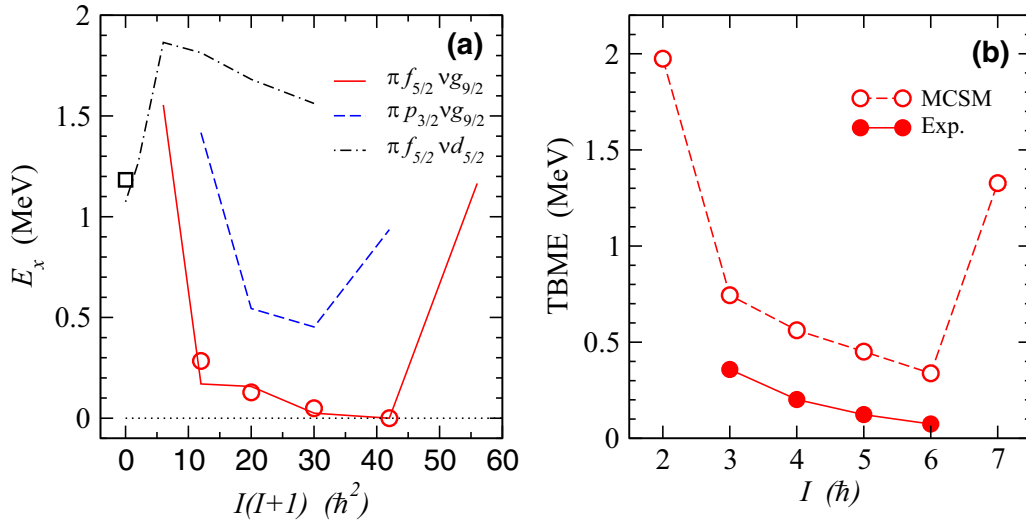 (a)
π f5/2 νg9/2
π p3/2 νg9/2
π f5/2 νd5/2
Ex (MeV)
2
1.5
1
0.5
0
0 10 20 30 40 50 60
I(I+1) (ħ²)
(b)
MCSM
Exp.
TBME (MeV)
2
1.5
1
0.5
0
2 3 4 5 6 7
I (ħ)